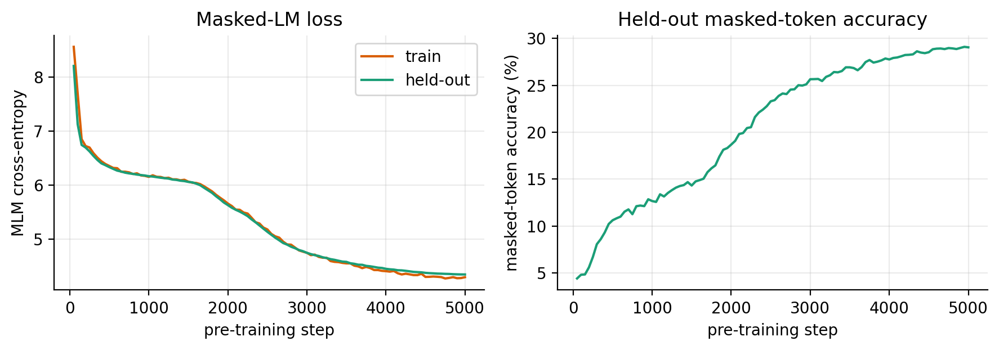 Masked-LM loss
MLM cross-entropy
8
7
6
5
train
held-out
0 1000 2000 3000 4000 5000
pre-training step
Held-out masked-token accuracy
masked-token accuracy (%)
30
25
20
15
10
5
0 1000 2000 3000 4000 5000
pre-training step